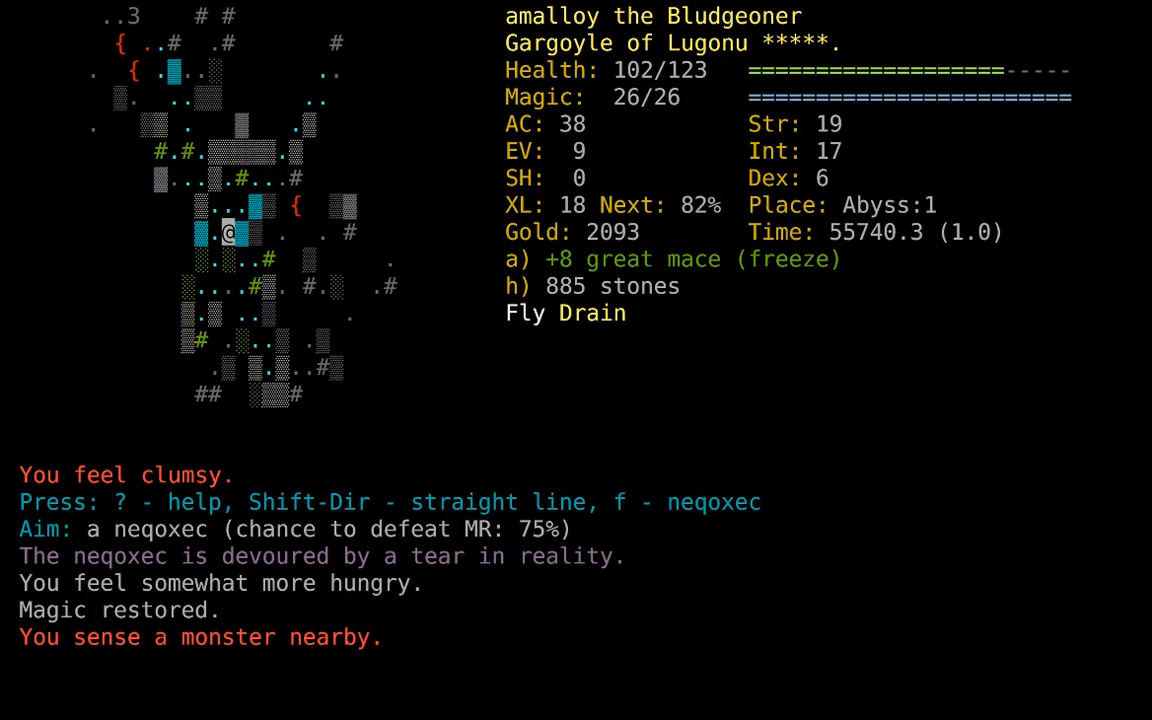 amalloy the Bludgeoner
Gargoyle of Lugonu *****.
Health: 102/123
Magic: 26/26
AC: 38 Str: 19
EV: 9 Int: 17
SH: 0 Dex: 6
XL: 18 Next: 82% Place: Abyss:1
Gold: 2093 Time: 55740.3 (1.0)
a) +8 great mace (freeze)
h) 885 stones
Fly Drain
You feel clumsy.
Press: ? - help, Shift-Dir - straight line, f - neqoxec
Aim: a neqoxec (chance to defeat MR: 75%)
The neqoxec is devoured by a tear in reality.
You feel somewhat more hungry.
Magic restored.
You sense a monster nearby.